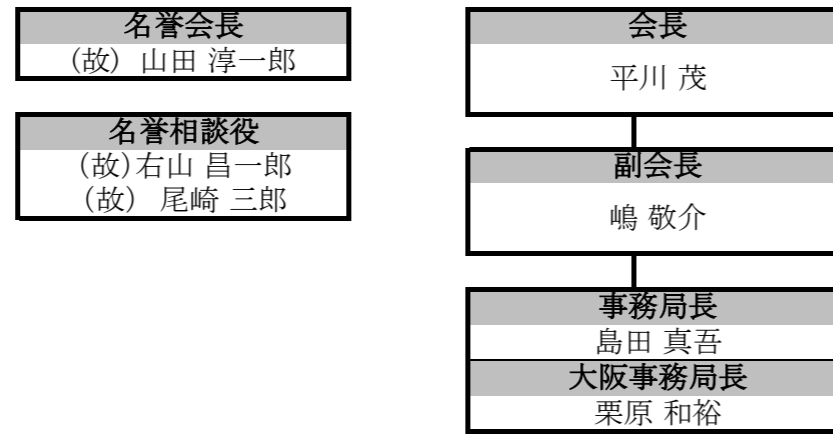 名誉会長
(故) 山田 淳一郎
名誉相談役
(故)右山 昌一郎
(故) 尾崎 三郎
会長
平川 茂
副会長
嶋 敬介
事務局長
島田 真吾
大阪事務局長
栗原 和裕